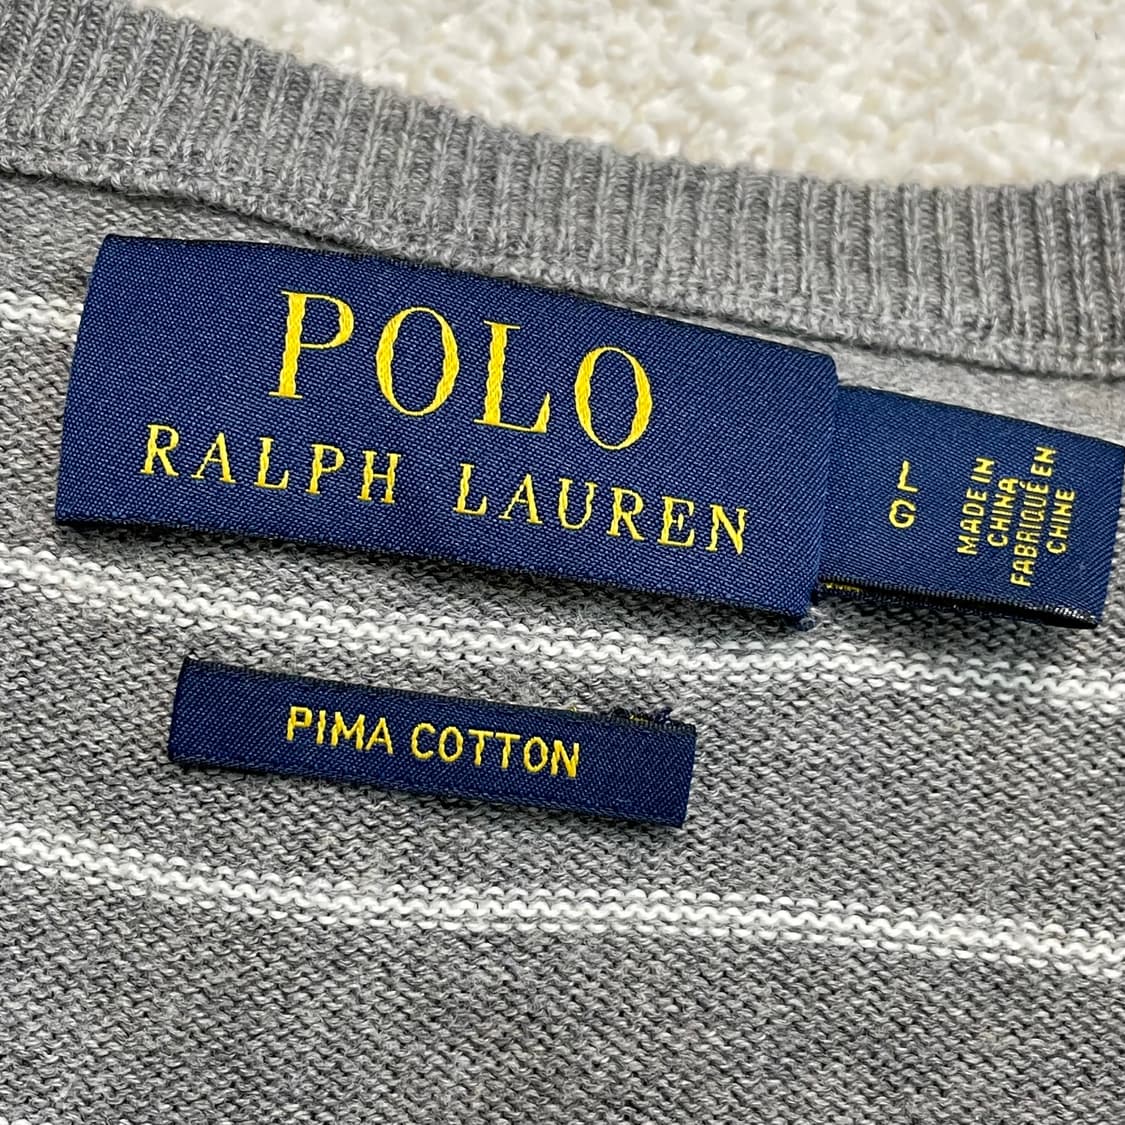 POLO
RALPH LAUREN
L
G
MADE IN
CHINA
FABRIQUÉ EN
CHINE
PIMA COTTON